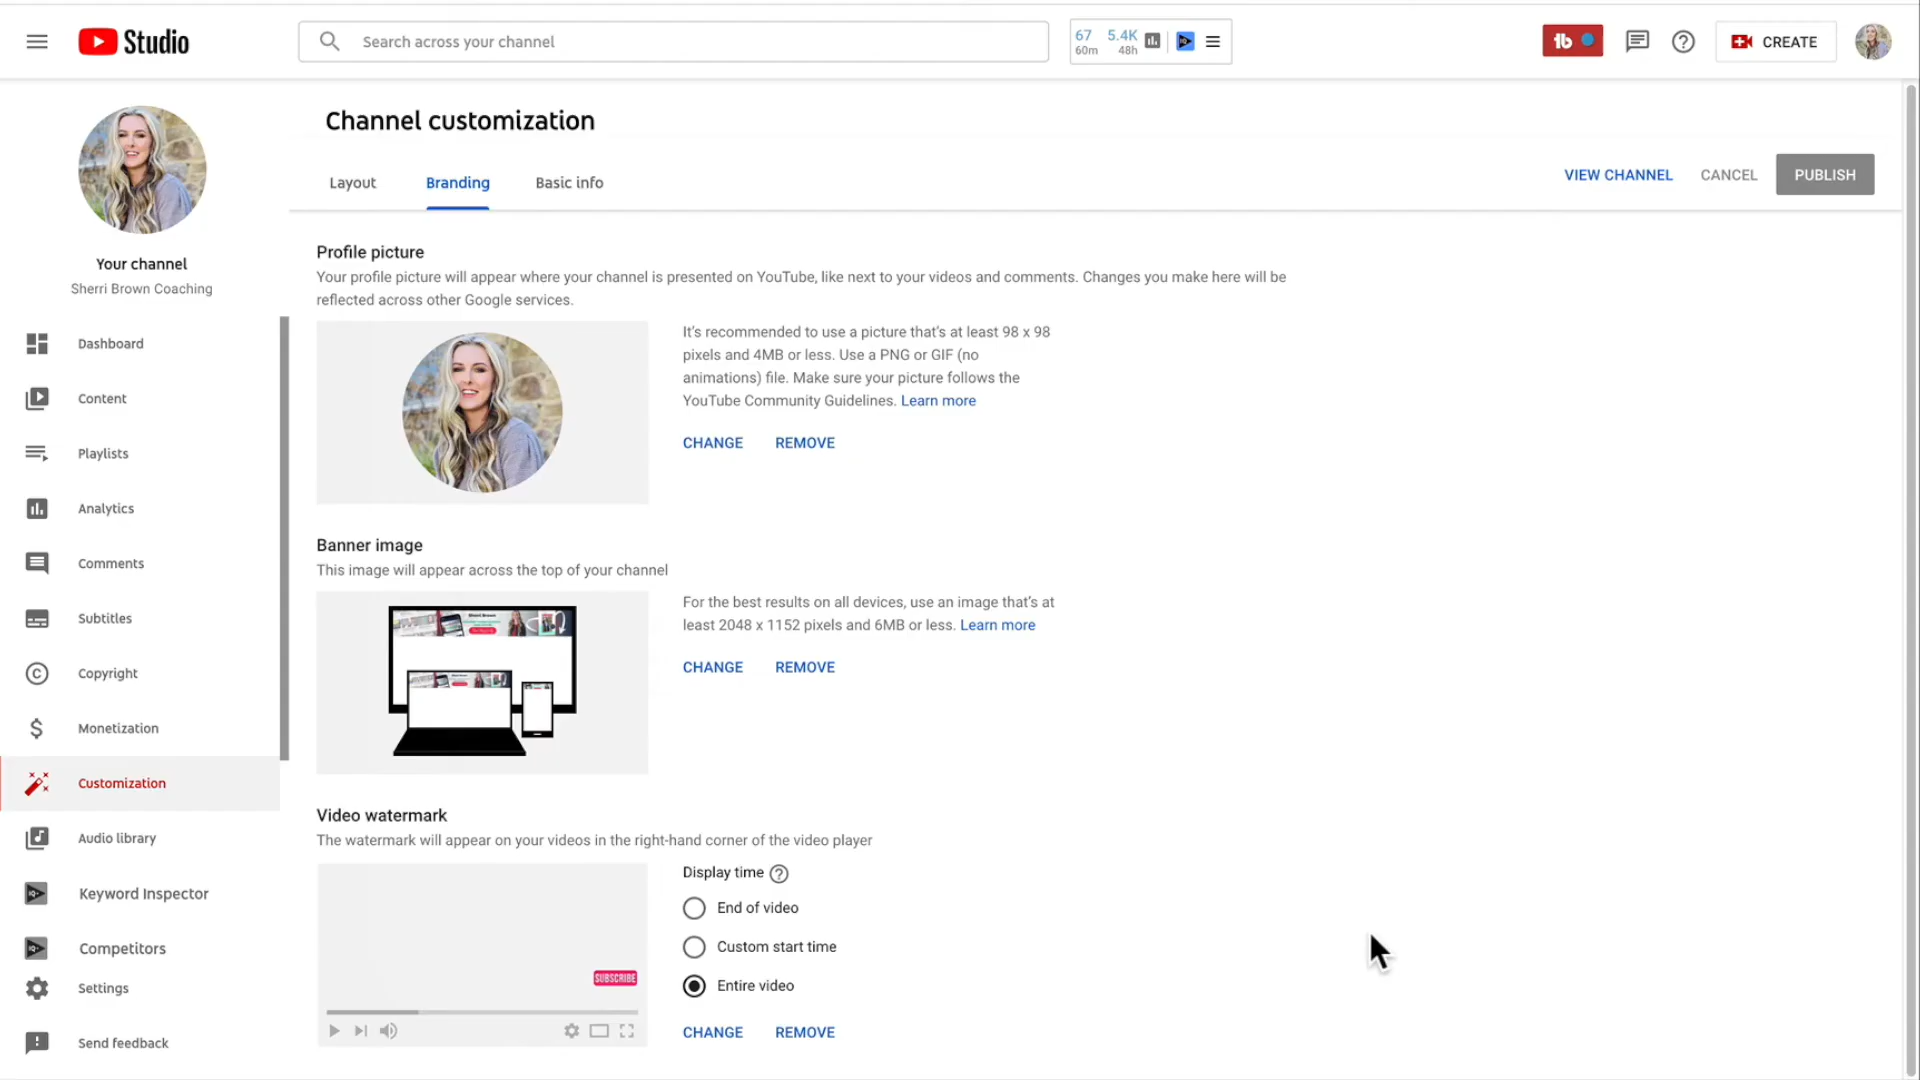 Studio
Search across your channel
67 5.4K
60m 48h
CREATE
Channel customization
Layout Branding Basic info
VIEW CHANNEL CANCEL PUBLISH
Your channel
Sherri Brown Coaching
Dashboard
Content
Playlists
Analytics
Comments
Subtitles
Copyright
Monetization
Customization
Audio library
Keyword Inspector
Competitors
Settings
Send feedback
Profile picture
Your profile picture will appear where your channel is presented on YouTube, like next to your videos and comments. Changes you make here will be
reflected across other Google services.
It's recommended to use a picture that's at least 98 x 98
pixels and 4MB or less. Use a PNG or GIF (no
animations) file. Make sure your picture follows the
YouTube Community Guidelines. Learn more
CHANGE REMOVE
Banner image
This image will appear across the top of your channel
For the best results on all devices, use an image that's at
least 2048 x 1152 pixels and 6MB or less. Learn more
CHANGE REMOVE
Video watermark
The watermark will appear on your videos in the right-hand corner of the video player
Display time
End of video
Custom start time
Entire video
SUBSCRIBE
CHANGE REMOVE